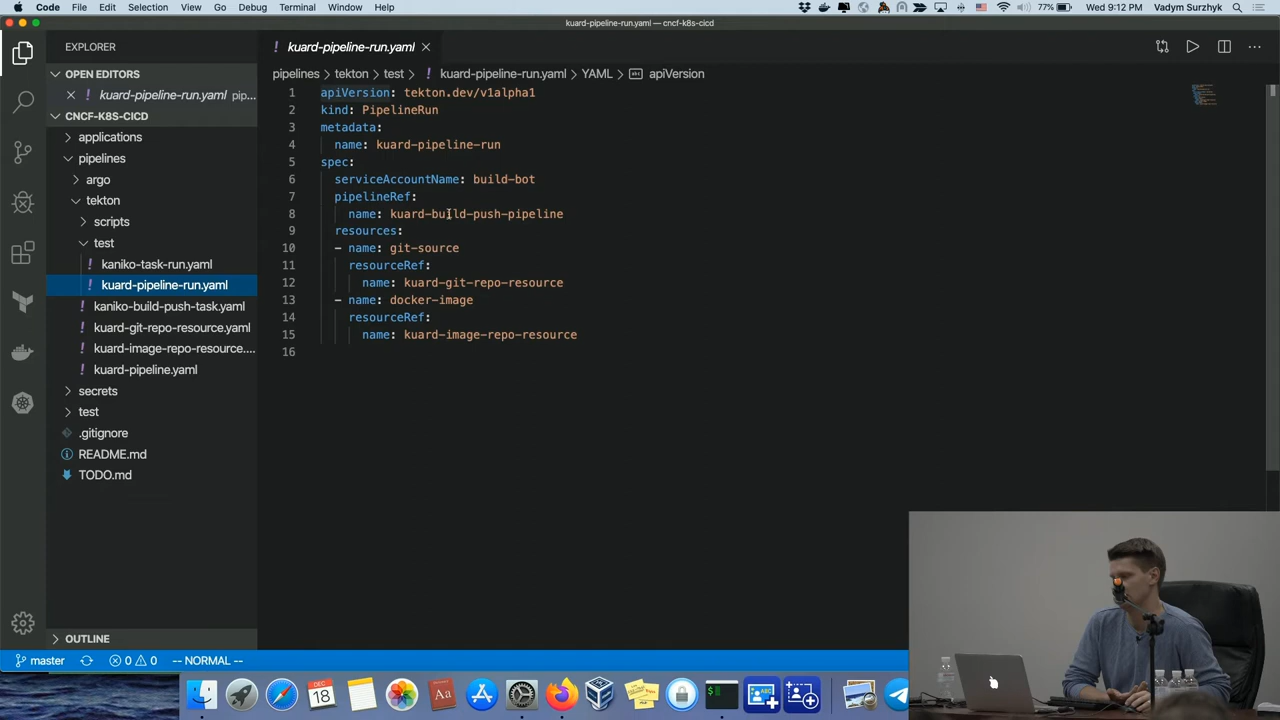 Code File Edit Selection View Go Debug Terminal Window Help
77% Wed 9:12 PM Vadym Surzhyk
kuard-pipeline-run.yaml — cncf-k8s-cicd
EXPLORER
OPEN EDITORS
kuard-pipeline-run.yaml pip...
CNCF-K8S-CICD
applications
pipelines
argo
tekton
scripts
test
kaniko-task-run.yaml
kuard-pipeline-run.yaml
kaniko-build-push-task.yaml
kuard-git-repo-resource.yaml
kuard-image-repo-resource....
kuard-pipeline.yaml
secrets
test
.gitignore
README.md
TODO.md
OUTLINE
kuard-pipeline-run.yaml
pipelines > tekton > test > kuard-pipeline-run.yaml > YAML > apiVersion
1 apiVersion: tekton.dev/v1alpha1
2 kind: PipelineRun
3 metadata:
4 name: kuard-pipeline-run
5 spec:
6 serviceAccountName: build-bot
7 pipelineRef:
8 name: kuard-build-push-pipeline
9 resources:
10 - name: git-source
11 resourceRef:
12 name: kuard-git-repo-resource
13 - name: docker-image
14 resourceRef:
15 name: kuard-image-repo-resource
16
master 0 0 -- NORMAL --
DEC
18
Aa
$
ABC